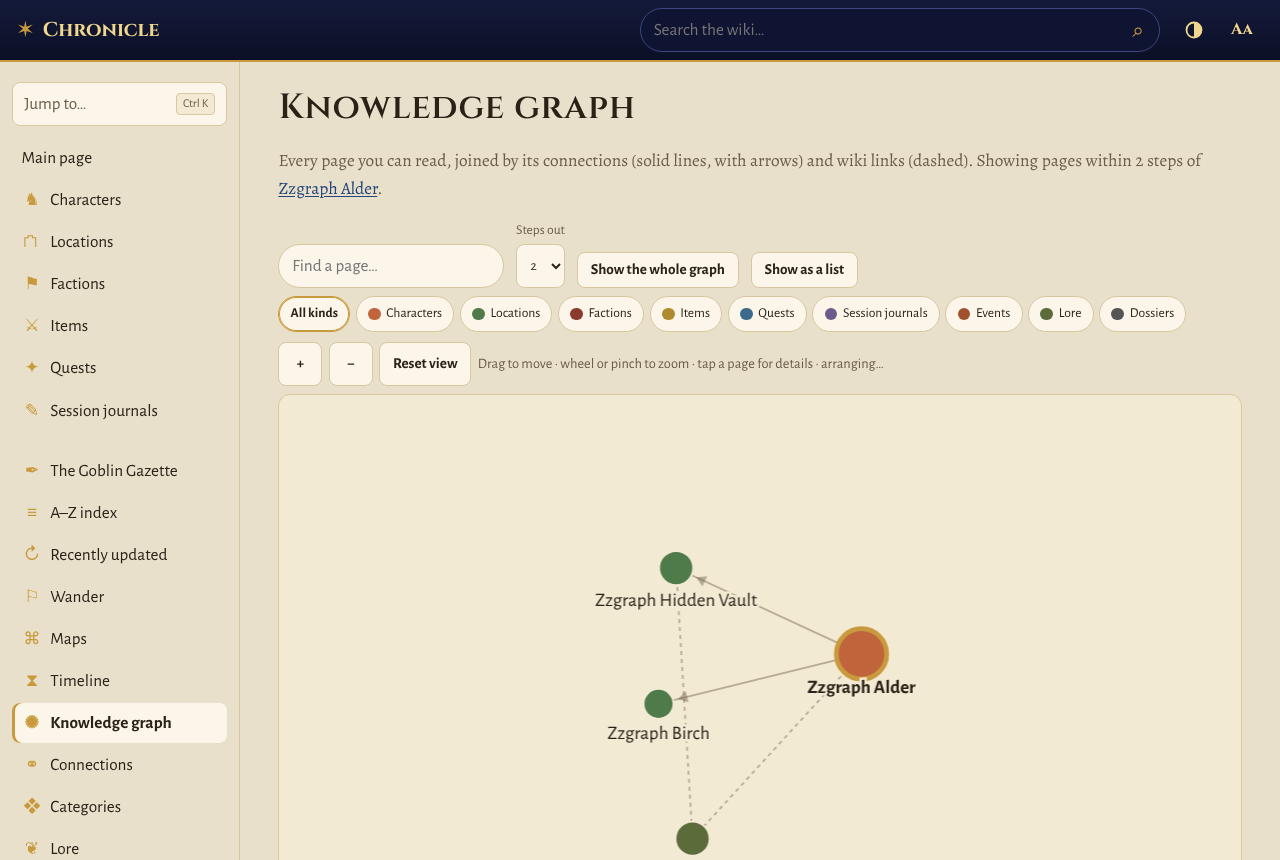 Chronicle
Search the wiki...
AA
Jump to...
Ctrl K
Main page
Characters
Locations
Factions
Items
Quests
Session journals
The Goblin Gazette
A–Z index
Recently updated
Wander
Maps
Timeline
Knowledge graph
Connections
Categories
Lore
Knowledge graph
Every page you can read, joined by its connections (solid lines, with arrows) and wiki links (dashed). Showing pages within 2 steps of
Zzgraph Alder.
Steps out
Find a page...
2
Show the whole graph
Show as a list
All kinds
Characters
Locations
Factions
Items
Quests
Session journals
Events
Lore
Dossiers
+
−
Reset view
Drag to move · wheel or pinch to zoom · tap a page for details · arranging…
Zzgraph Hidden Vault
Zzgraph Alder
Zzgraph Birch